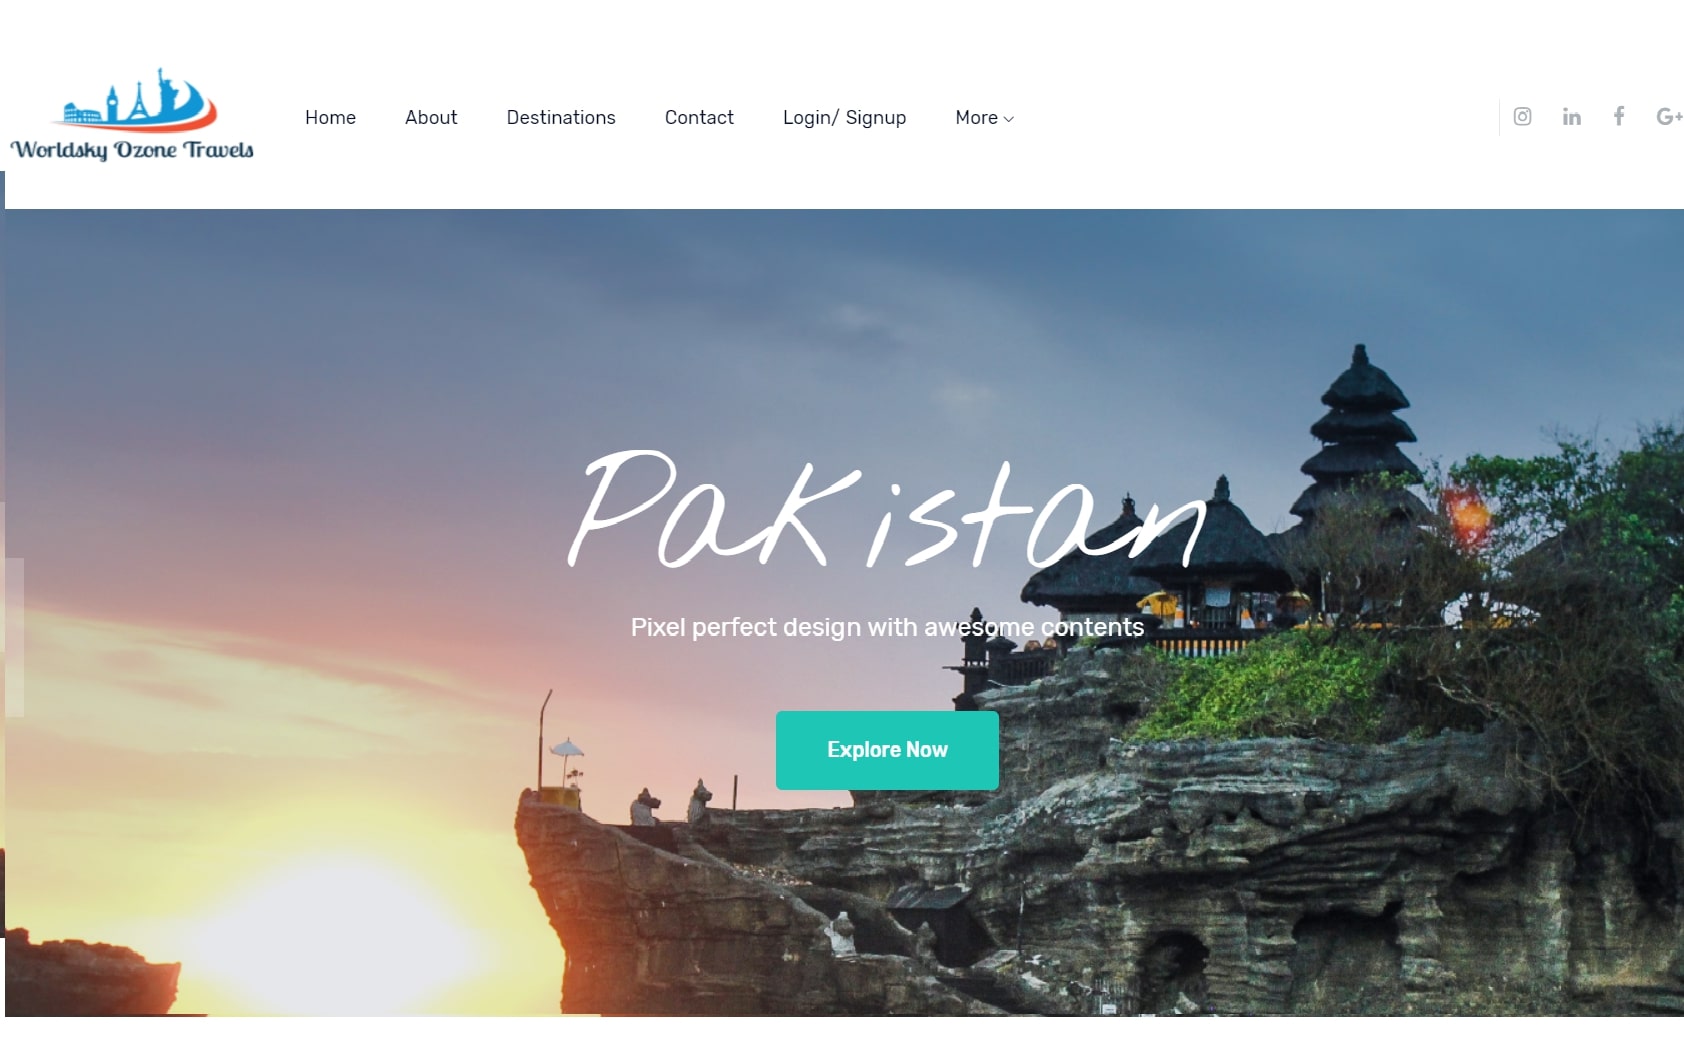 Worldsky Ozone Travels
Home
About
Destinations
Contact
Login/ Signup
More
Pakistan
Pixel perfect design with awesome contents
Explore Now